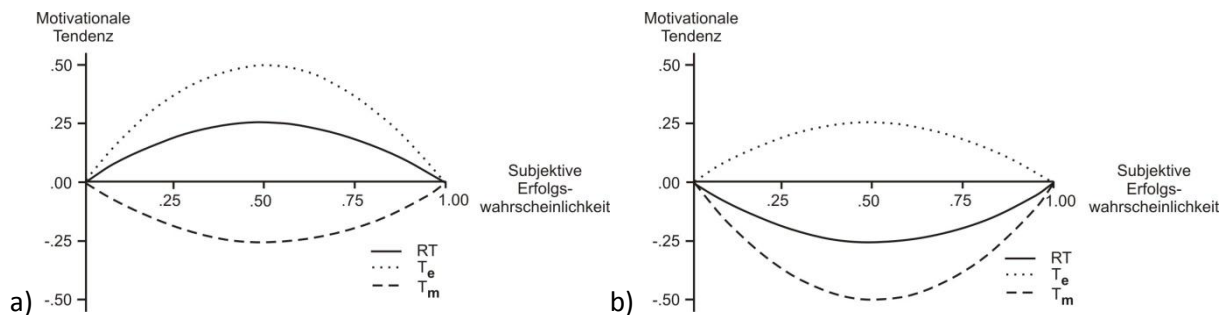 Motivationale
Tendenz
.50
.25
.00
-.25
-.50
.25
.50
.75
1.00
Subjektive
Erfolgs-
wahrscheinlichkeit
RT
Te
Tm
a)
Motivationale
Tendenz
.50
.25
.00
-.25
-.50
.25
.50
.75
1.00
Subjektive
Erfolgs-
wahrscheinlichkeit
RT
Te
Tm
b)